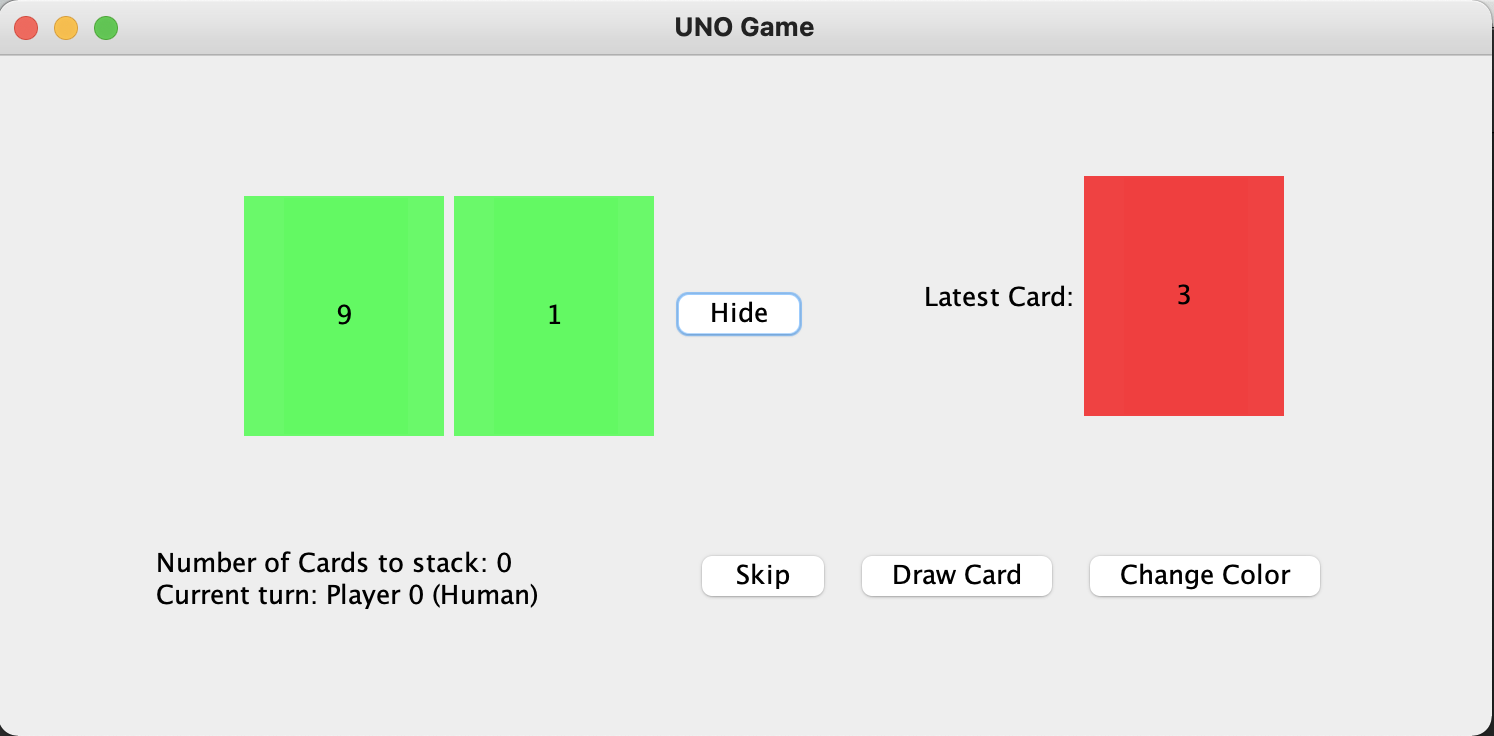 UNO Game
9
1
Hide
Latest Card:
3
Number of Cards to stack: 0
Current turn: Player 0 (Human)
Skip
Draw Card
Change Color